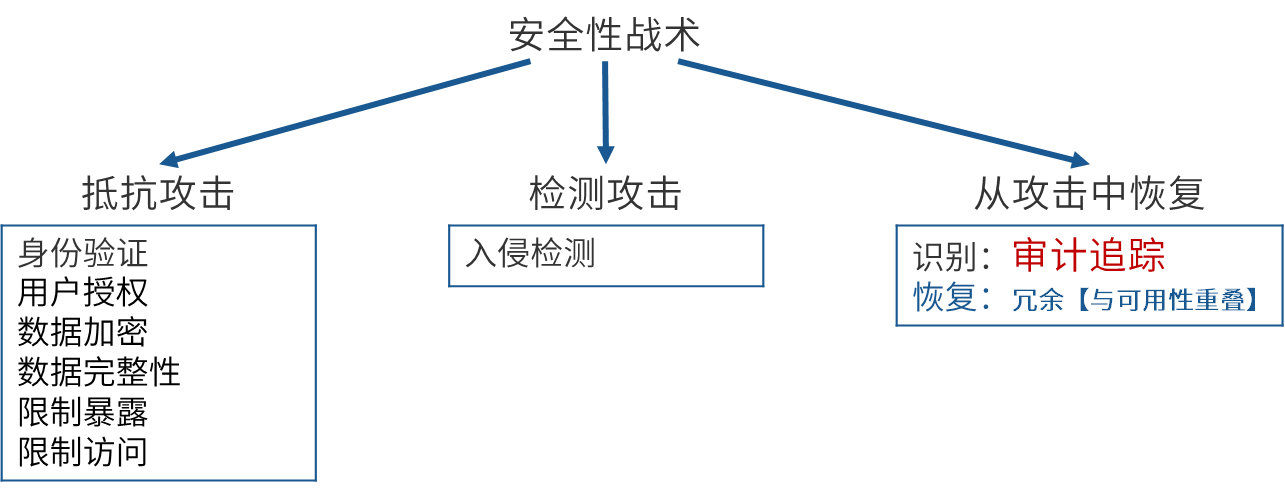 安全性战术
抵抗攻击
身份验证
用户授权
数据加密
数据完整性
限制暴露
限制访问
检测攻击
入侵检测
从攻击中恢复
识别：审计追踪
恢复：冗余【与可用性重叠】